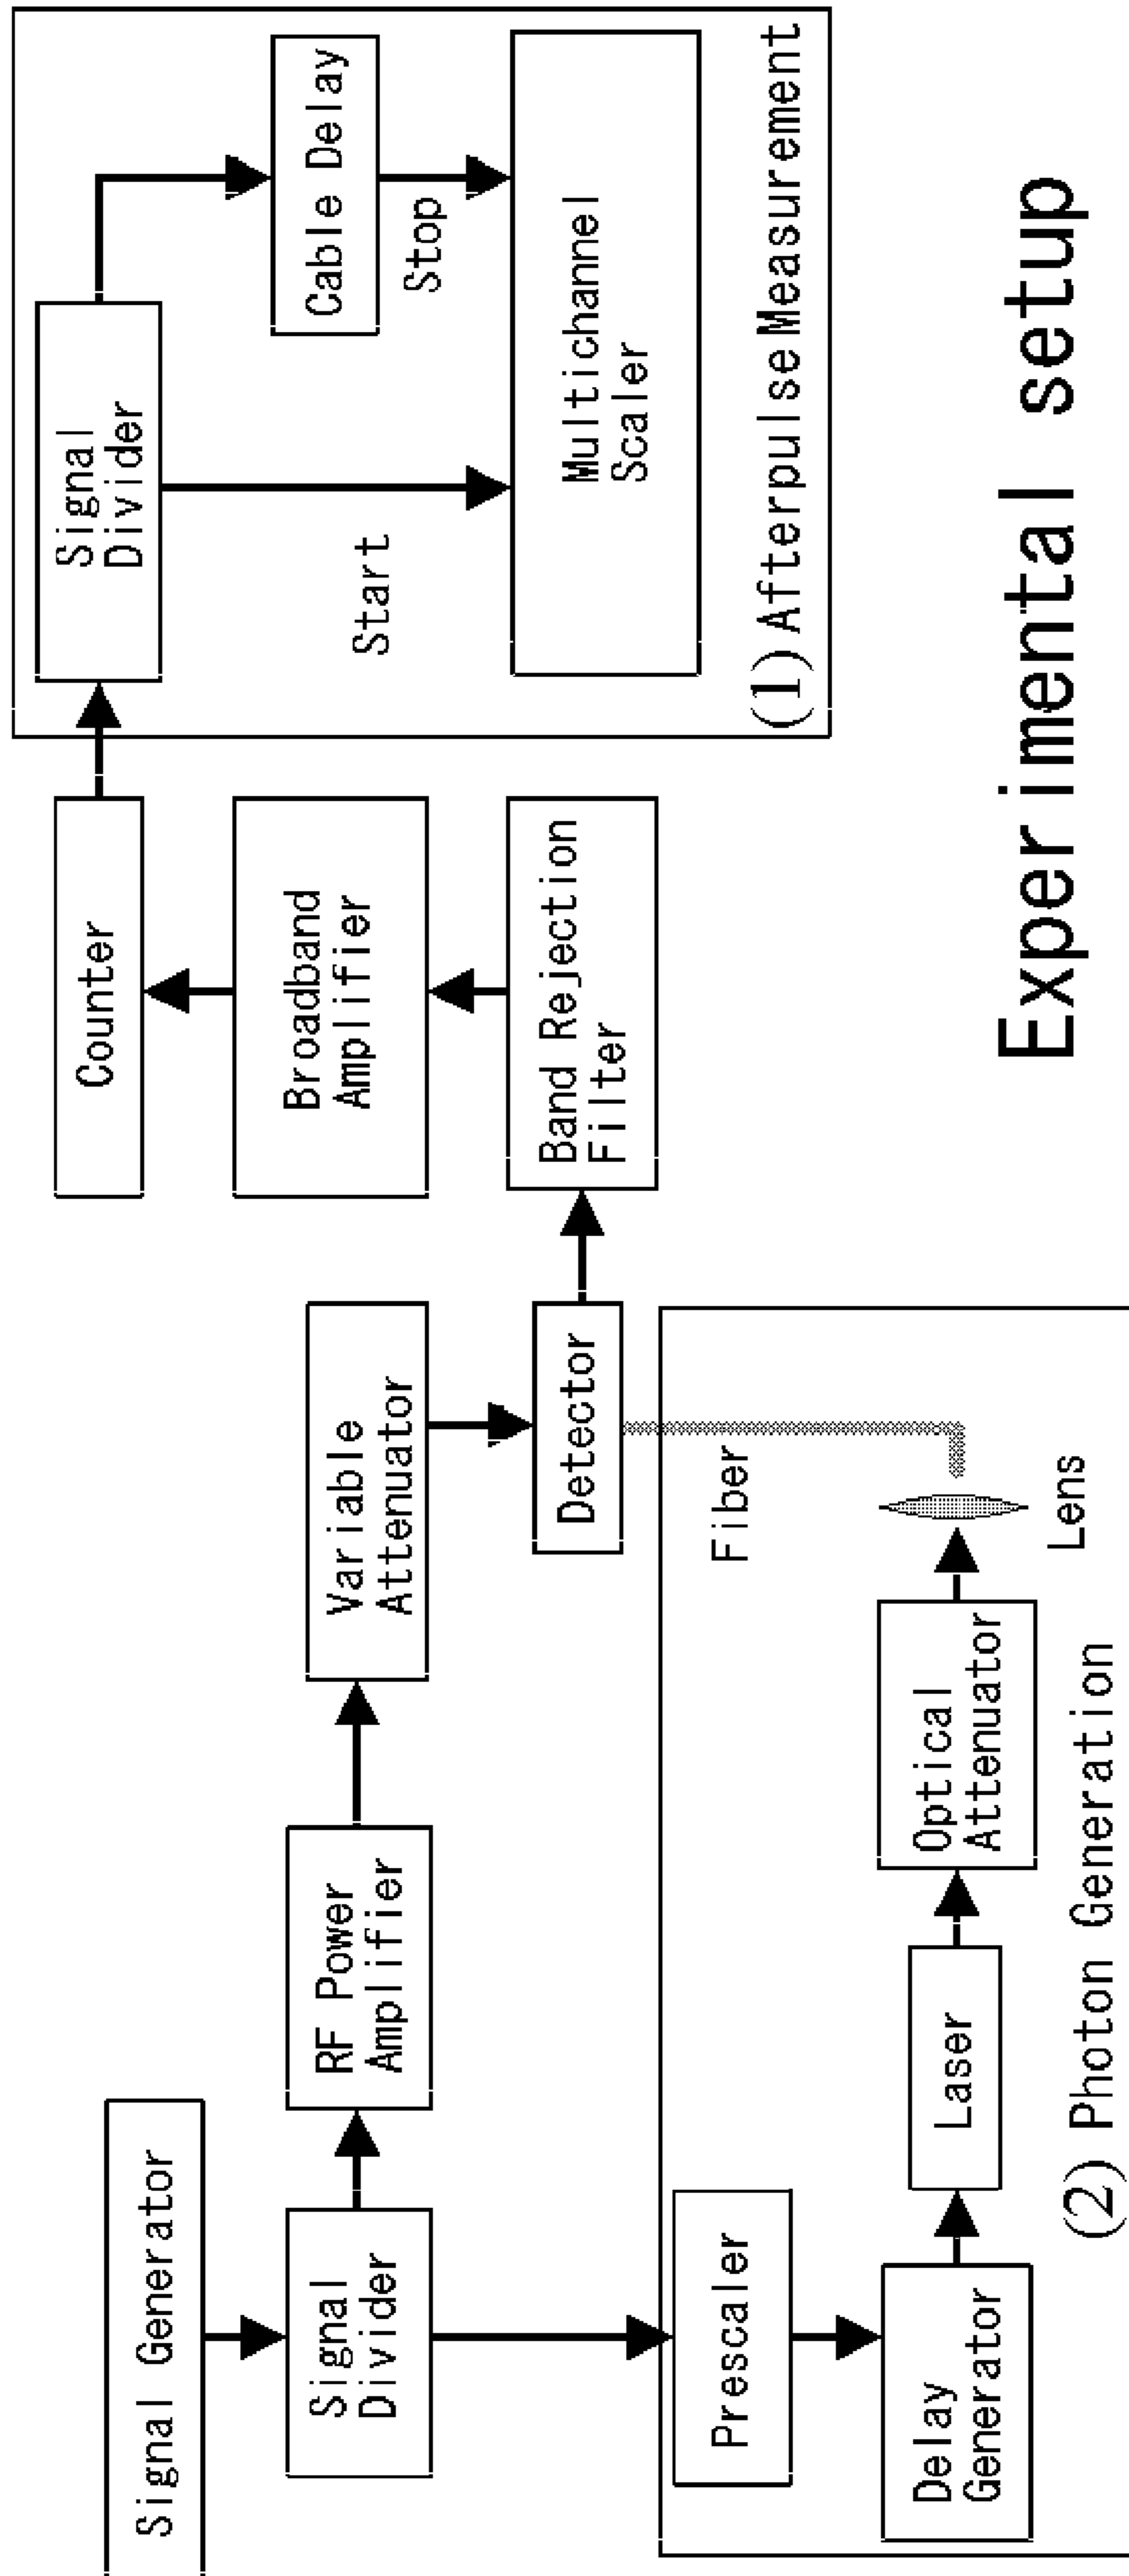 Signal Generator
Signal
Divider
RF Power
Amplifier
Variable
Attenuator
Detector
Band Rejection
Filter
Broadband
Amplifier
Counter
Signal
Divider
Cable Delay
Start
Stop
Multichannel
Scaler
(1) Afterpulse Measurement
Prescaler
Delay
Generator
Laser
Optical
Attenuator
Fiber
Lens
(2) Photon Generation
Experimental setup